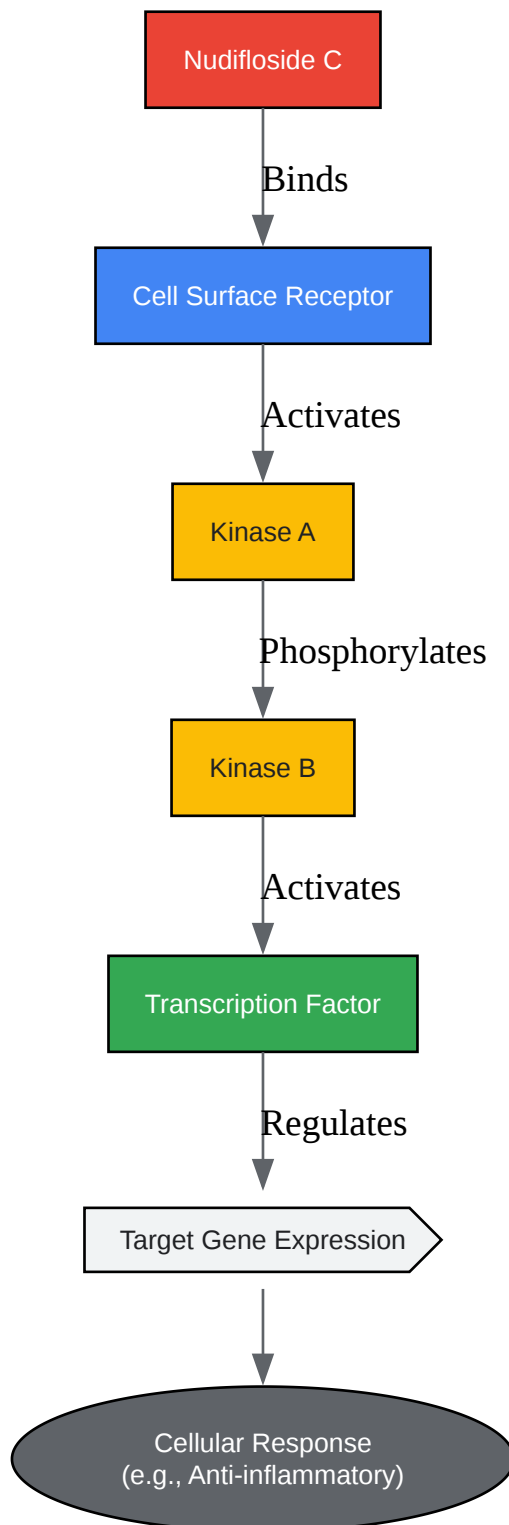 Nudifloside C
Binds
Cell Surface Receptor
Activates
Kinase A
Phosphorylates
Kinase B
Activates
Transcription Factor
Regulates
Target Gene Expression
Cellular Response
(e.g., Anti-inflammatory)